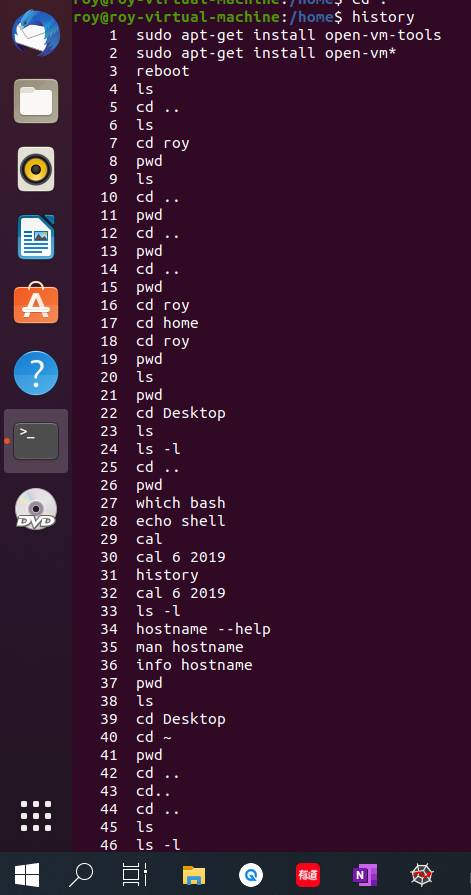 roy@roy-virtual-machine:/home$ cd .
roy@roy-virtual-machine:/home$ history
1 sudo apt-get install open-vm-tools
2 sudo apt-get install open-vm*
3 reboot
4 ls
5 cd ..
6 ls
7 cd roy
8 pwd
9 ls
10 cd ..
11 pwd
12 cd ..
13 pwd
14 cd ..
15 pwd
16 cd roy
17 cd home
18 cd roy
19 pwd
20 ls
21 pwd
22 cd Desktop
23 ls
24 ls -l
25 cd ..
26 pwd
27 which bash
28 echo shell
29 cal
30 cal 6 2019
31 history
32 cal 6 2019
33 ls -l
34 hostname --help
35 man hostname
36 info hostname
37 pwd
38 ls
39 cd Desktop
40 cd ~
41 pwd
42 cd ..
43 cd..
44 cd ..
45 ls
46 ls -l
>_
DVD
有道
N